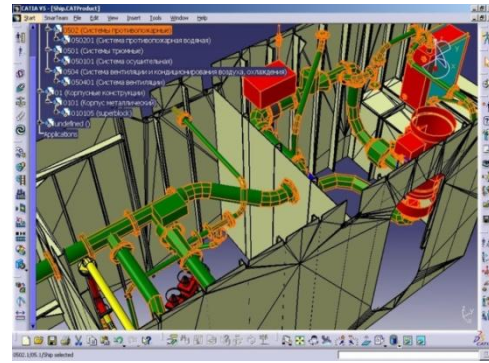 CATIA V5 - [Ship.CATProduct]
Start SmarTeam File Edit View Insert Tools Window Help
0502 (Системы противопожарные)
050201 (Система противопожарная водяная)
0501 (Системы трюмные)
050101 (Система осушительная)
0504 (Система вентиляции и кондиционирования воздуха, охлаждения)
050401 (Система вентиляции)
01 (Корпусные конструкции)
0101 (Корпус металлический)
010105 (superblock)
undefined ()
Applications